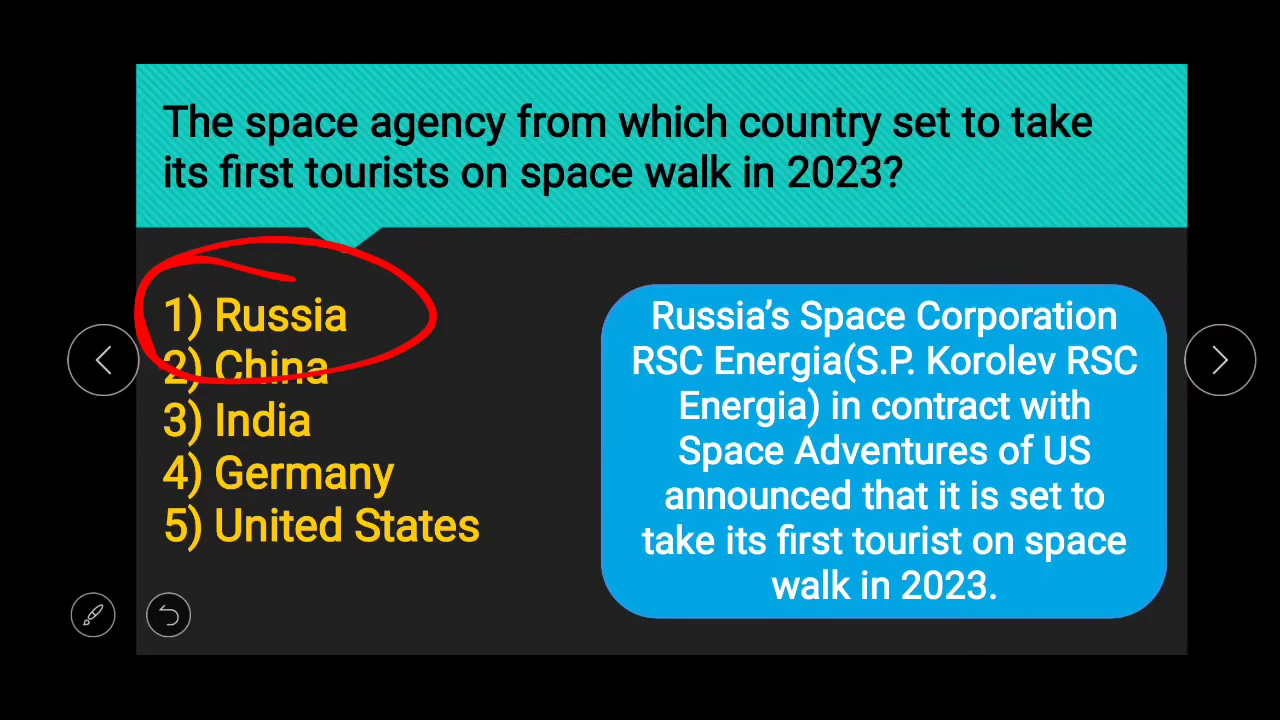 The space agency from which country set to take
its first tourists on space walk in 2023?
1) Russia
2) China
3) India
4) Germany
5) United States
Russia’s Space Corporation
RSC Energia(S.P. Korolev RSC
Energia) in contract with
Space Adventures of US
announced that it is set to
take its first tourist on space
walk in 2023.